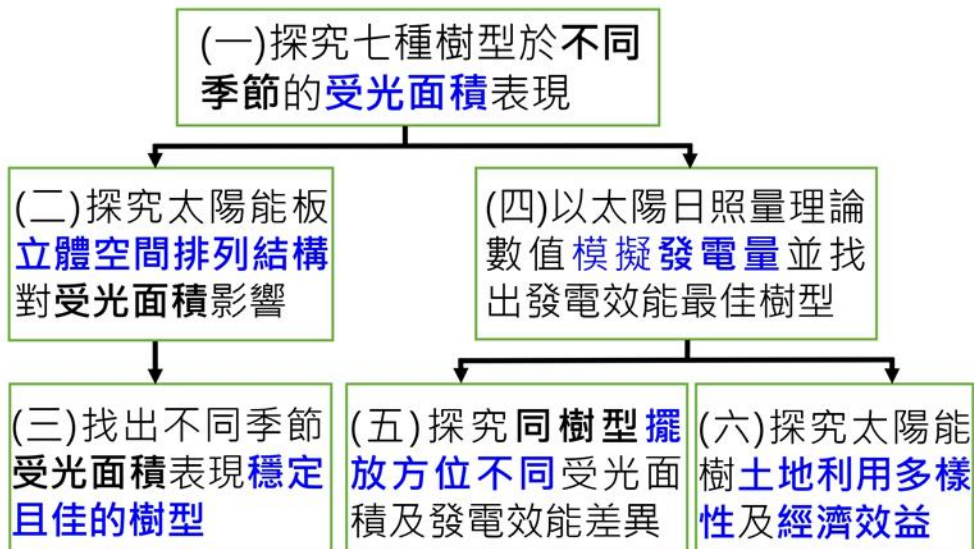 (一)探究七種樹型於不同
季節的受光面積表現
(二)探究太陽能板
立體空間排列結構
對受光面積影響
(四)以太陽日照量理論
數值模擬發電量並找
出發電效能最佳樹型
(三)找出不同季節
受光面積表現穩定
且佳的樹型
(五)探究同樹型擺
放方位不同受光面
積及發電效能差異
(六)探究太陽能
樹土地利用多樣
性及經濟效益